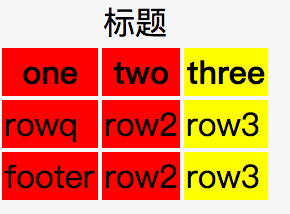 标题
one two three
rowq row2 row3
footer row2 row3